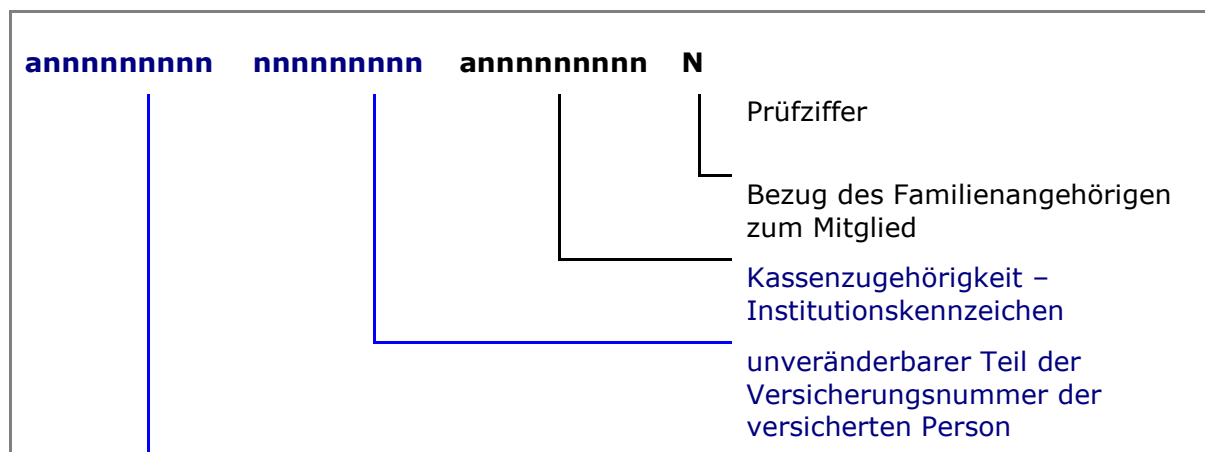 annnnnnnnn nnnnnnnnn annnnnnnnn N
Prüfziffer
Bezug des Familienangehörigen
zum Mitglied
Kassenzugehörigkeit –
Institutionskennzeichen
unveränderbarer Teil der
Versicherungsnummer der
versicherten Person